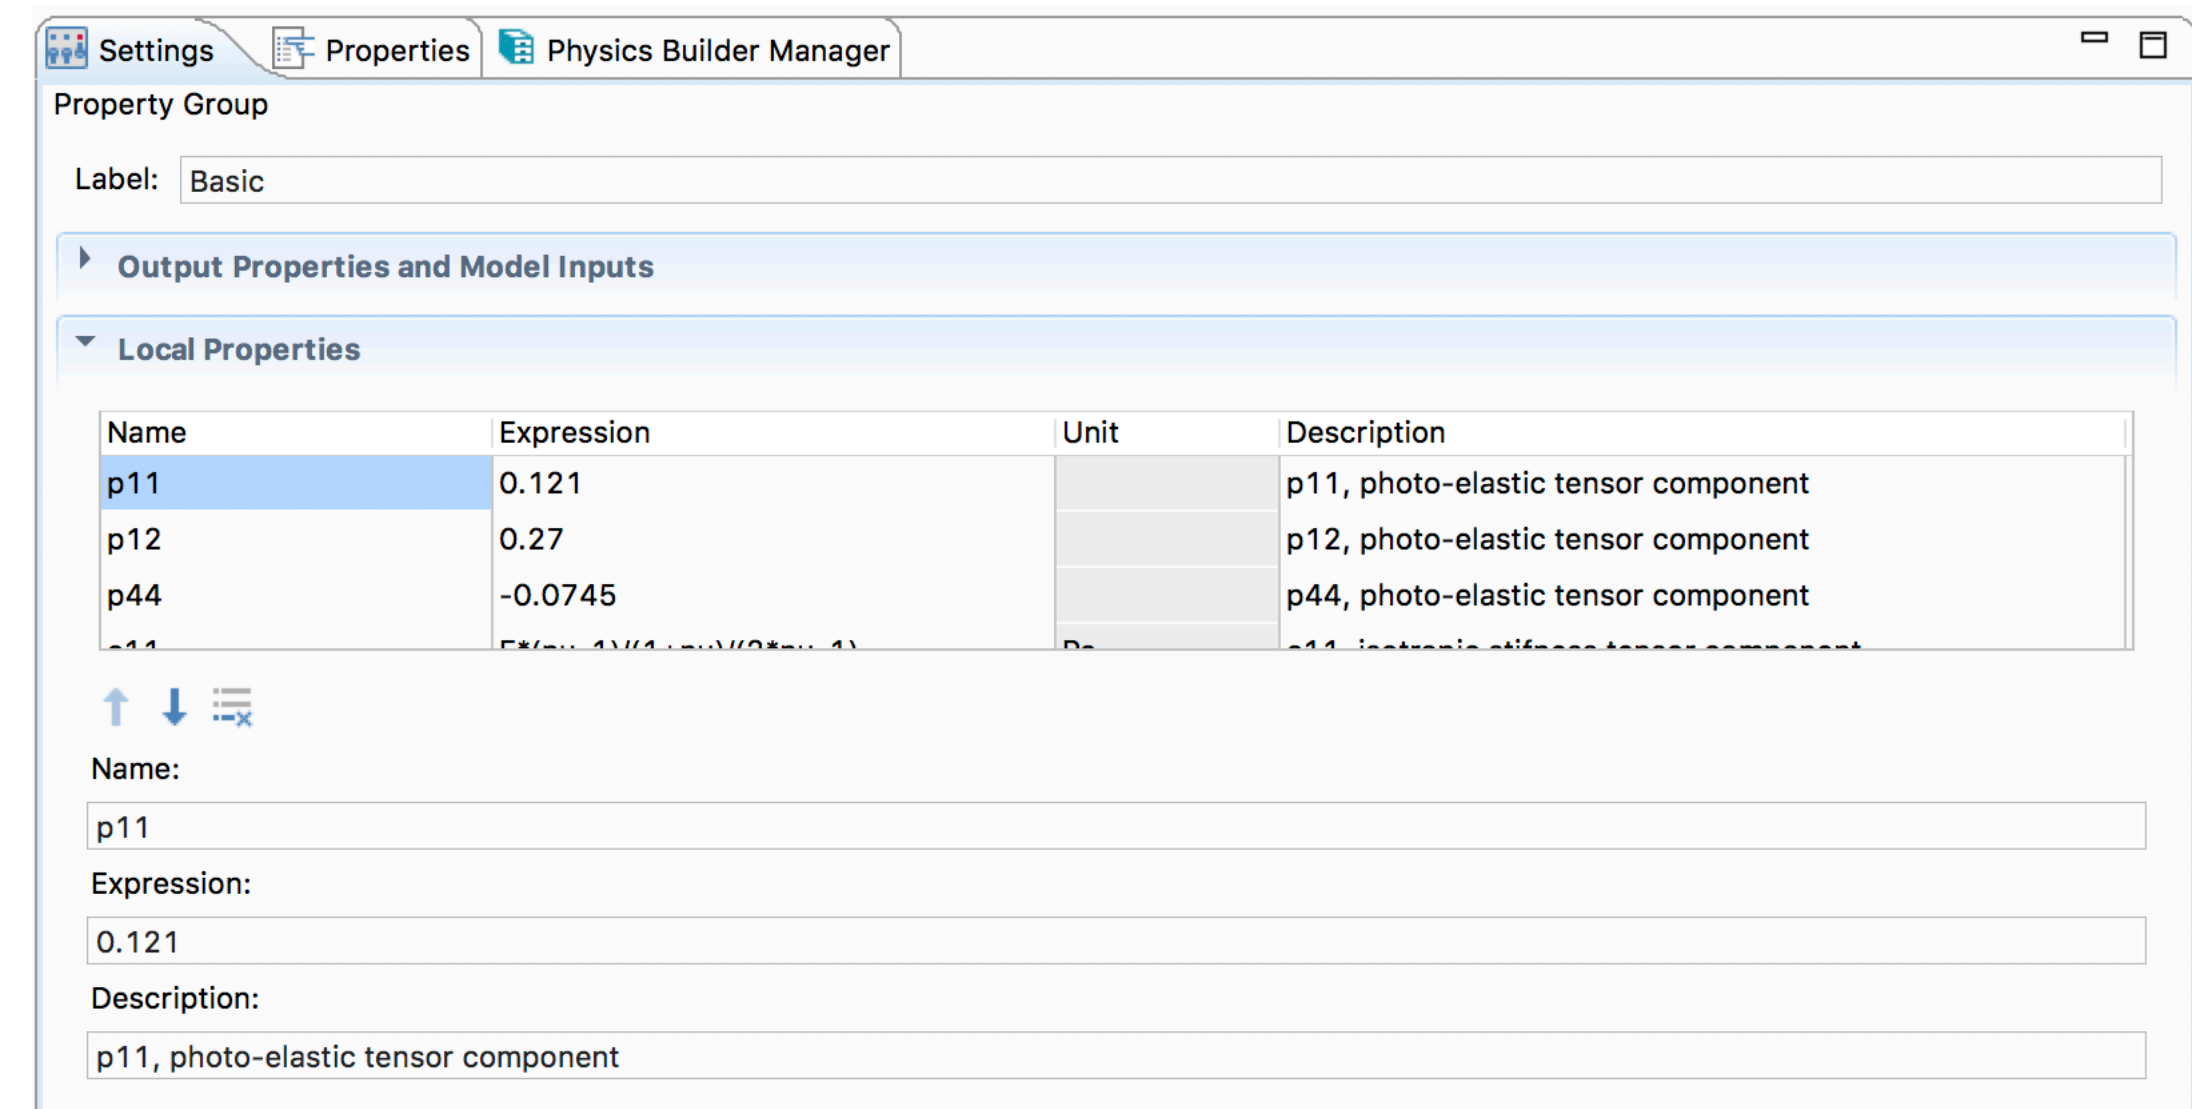 Settings Properties Physics Builder Manager
Property Group
Label: Basic
Output Properties and Model Inputs
Local Properties
Name Expression Unit Description
p11 0.121 p11, photo-elastic tensor component
p12 0.27 p12, photo-elastic tensor component
p44 -0.0745 p44, photo-elastic tensor component
Name:
p11
Expression:
0.121
Description:
p11, photo-elastic tensor component